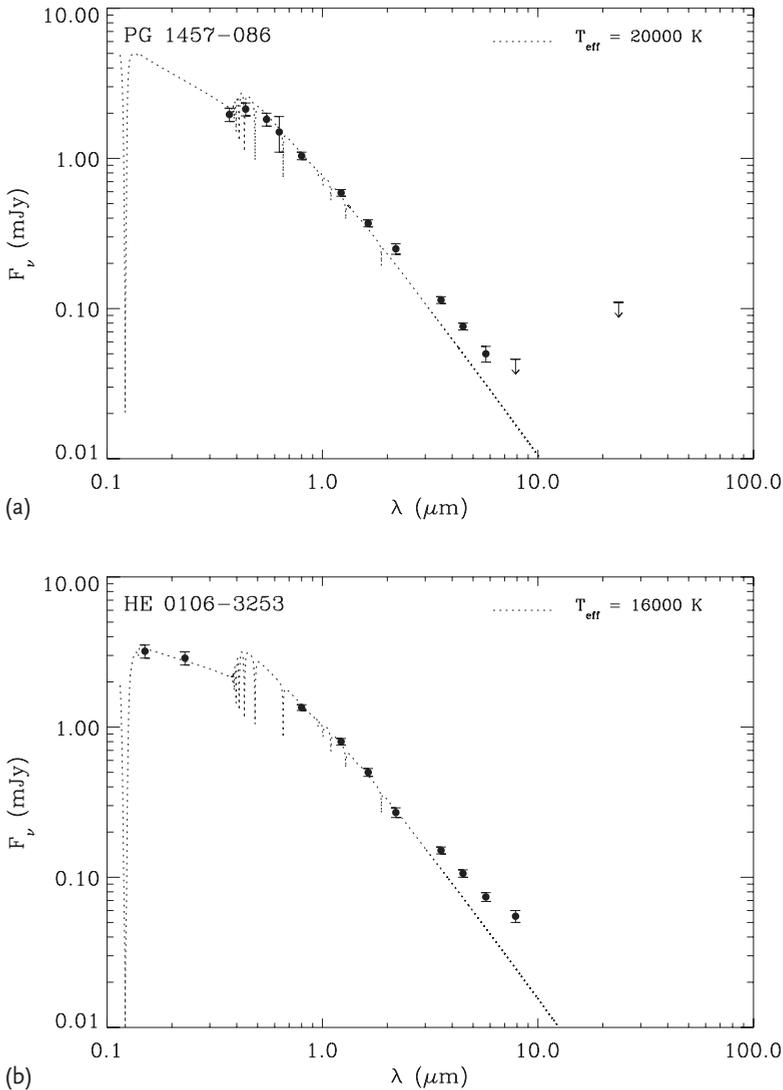 10.00
PG 1457−086
T_eff = 20000 K
1.00
F_ν (mJy)
0.10
0.01
0.1
1.0
10.0
100.0
λ (μm)
(a)
10.00
HE 0106−3253
T_eff = 16000 K
1.00
F_ν (mJy)
0.10
0.01
0.1
1.0
10.0
100.0
λ (μm)
(b)